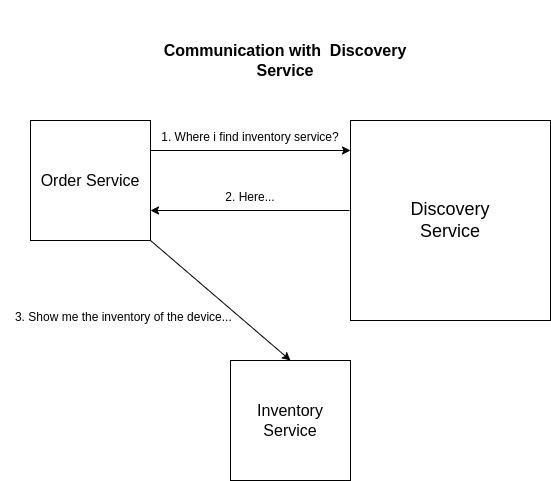 Communication with  Discovery
Service
1. Where i find inventory service?
Order Service
2. Here...
Discovery
Service
3. Show me the inventory of the device...
Inventory
Service